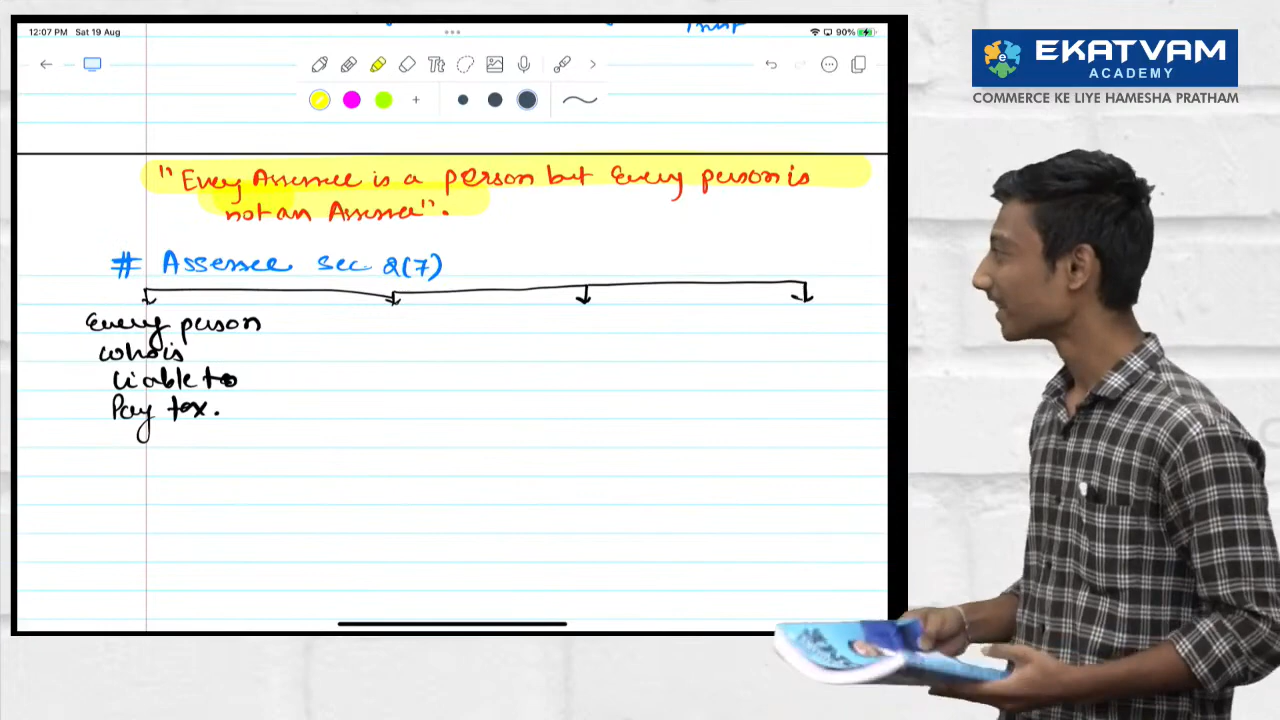 12:07 PM Sat 19 Aug
90%
EKATVAM
ACADEMY
COMMERCE KE LIYE HAMESHA PRATHAM
"Every Assessee is a person but Every person is
not an Assessee".
# Assessee sec 2(7)
Every person
who is
liable to
Pay tax.